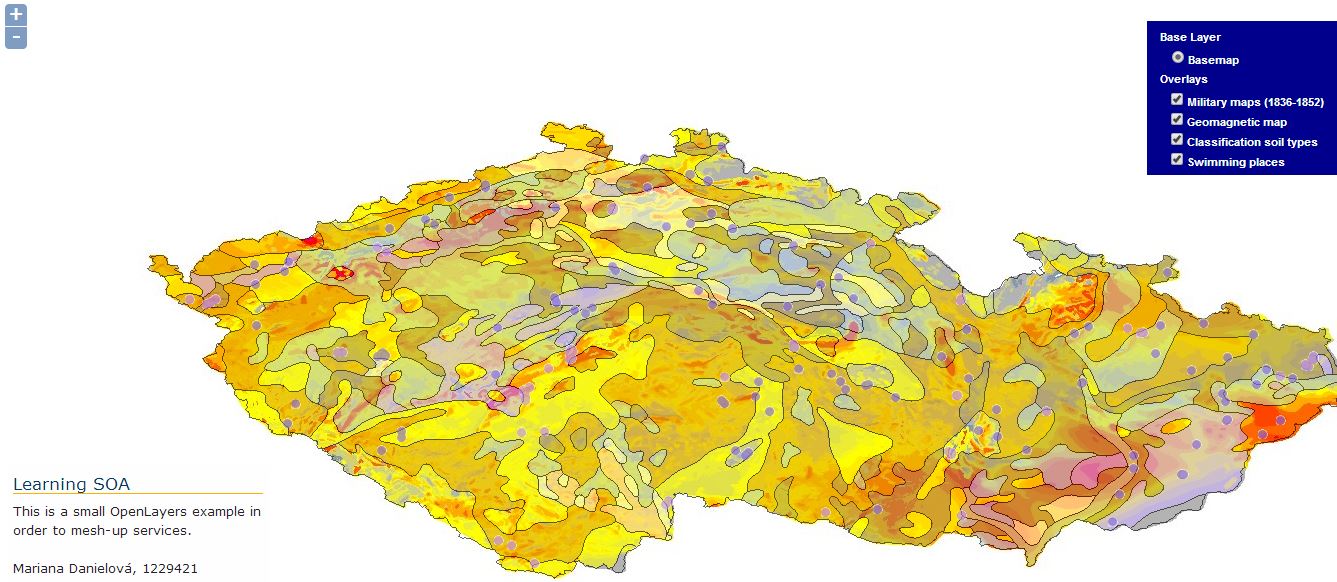 +
-
Base Layer
Basemap
Overlays
Military maps (1836-1852)
Geomagnetic map
Classification soil types
Swimming places
Learning SOA
This is a small OpenLayers example in
order to mesh-up services.
Mariana Danielová, 1229421